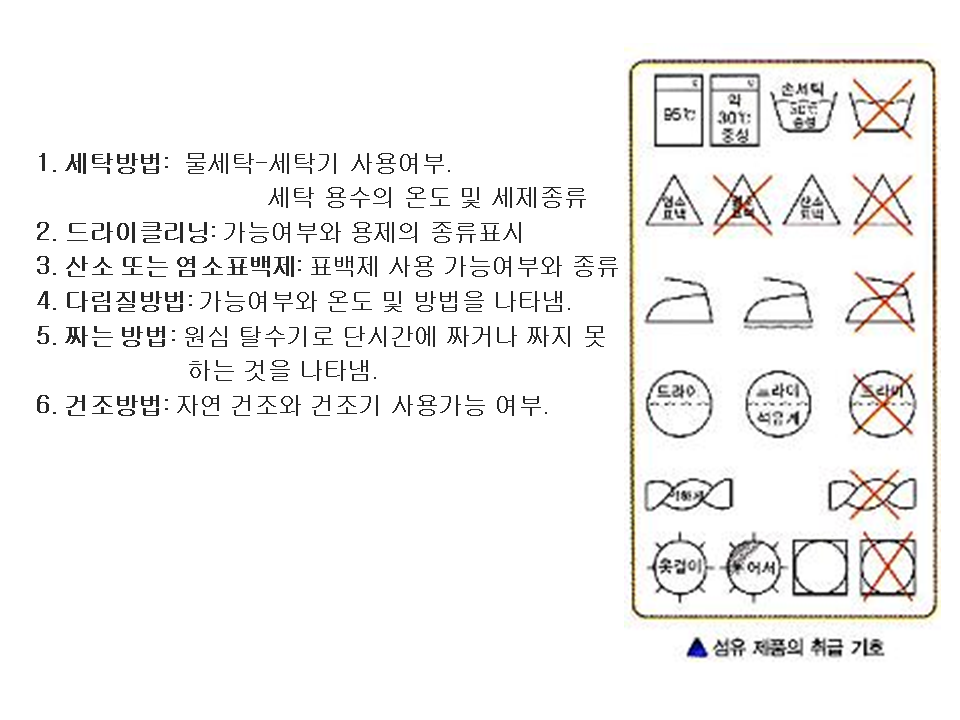 1. 세탁방법: 물세탁-세탁기 사용여부.
세탁 용수의 온도 및 세제종류
2. 드라이클리닝: 가능여부와 용제의 종류표시
3. 산소 또는 염소표백제: 표백제 사용 가능여부와 종류
4. 다림질방법: 가능여부와 온도 및 방법을 나타냄.
5. 짜는 방법: 원심 탈수기로 단시간에 짜거나 짜지 못
하는 것을 나타냄.
6. 건조방법: 자연 건조와 건조기 사용가능 여부.
95℃
약
30℃
중성
손세탁
30℃
중성
염소
표백
염소
표백
산소
표백
드라이
드라이
석유계
드라이
약하게
옷걸이
뉘어서
▲ 섬유 제품의 취급 기호